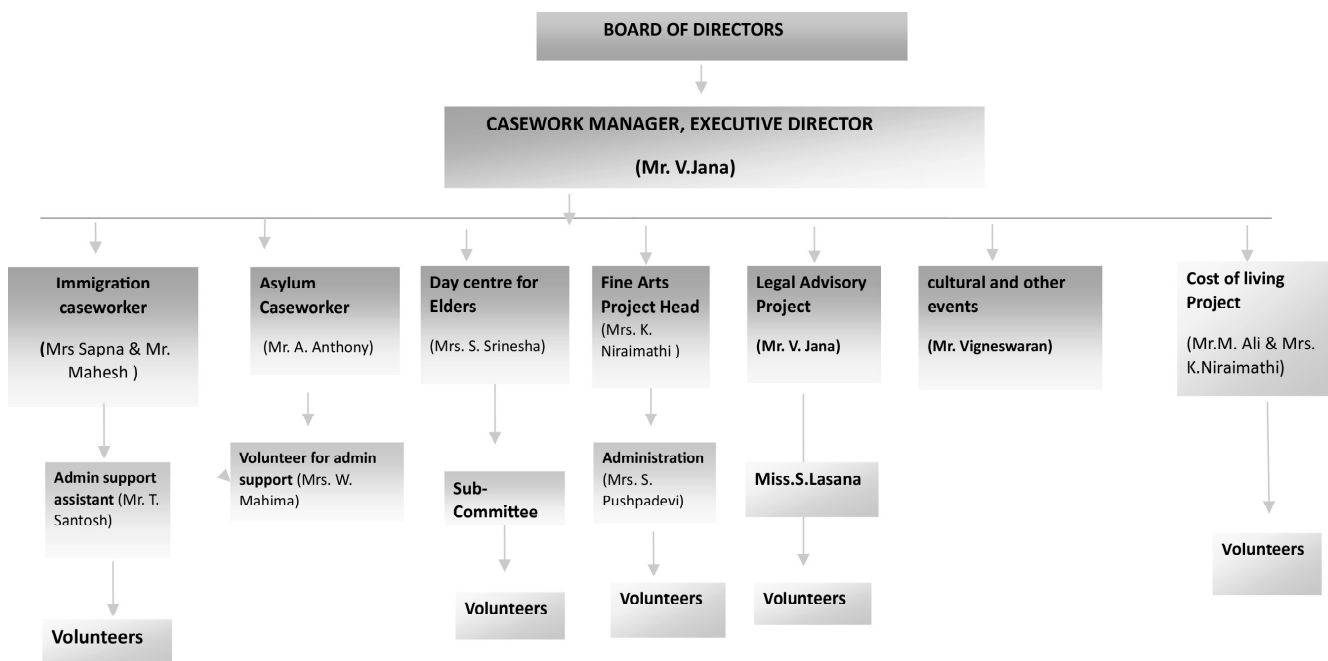 BOARD OF DIRECTORS
CASEWORK MANAGER, EXECUTIVE DIRECTOR
(Mr. V.Jana)
Immigration
caseworker
(Mrs Sapna & Mr.
Mahesh )
Asylum
Caseworker
(Mr. A. Anthony)
Day centre for
Elders
(Mrs. S. Srinesha)
Fine Arts
Project Head
(Mrs. K.
Niraimathi )
Legal Advisory
Project
(Mr. V. Jana)
cultural and other
events
(Mr. Vigneswaran)
Cost of living
Project
(Mr.M. Ali & Mrs.
K.Niraimathi)
Admin support
assistant (Mr. T.
Santosh)
Volunteer for admin
support (Mrs. W.
Mahima)
Sub-
Committee
Administration
(Mrs. S.
Pushpadevi)
Miss.S.Lasana
Volunteers
Volunteers
Volunteers
Volunteers
Volunteers